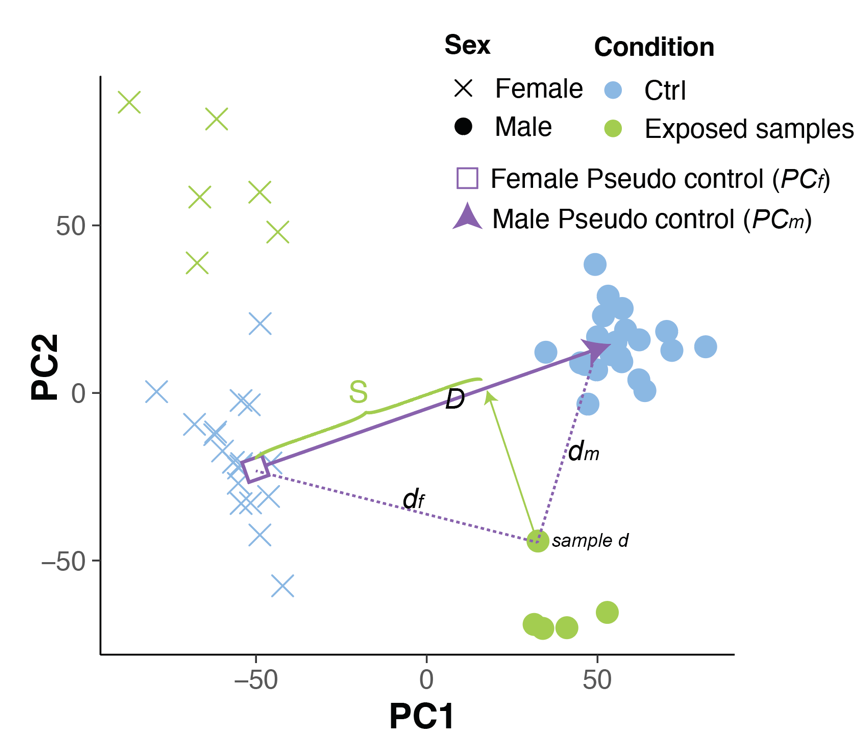 Sex
Condition
Female
Ctrl
Male
Exposed samples
Female Pseudo control (PCf)
Male Pseudo control (PCm)
50
PC2
0
S
D
dm
df
sample d
−50
−50
0
50
PC1